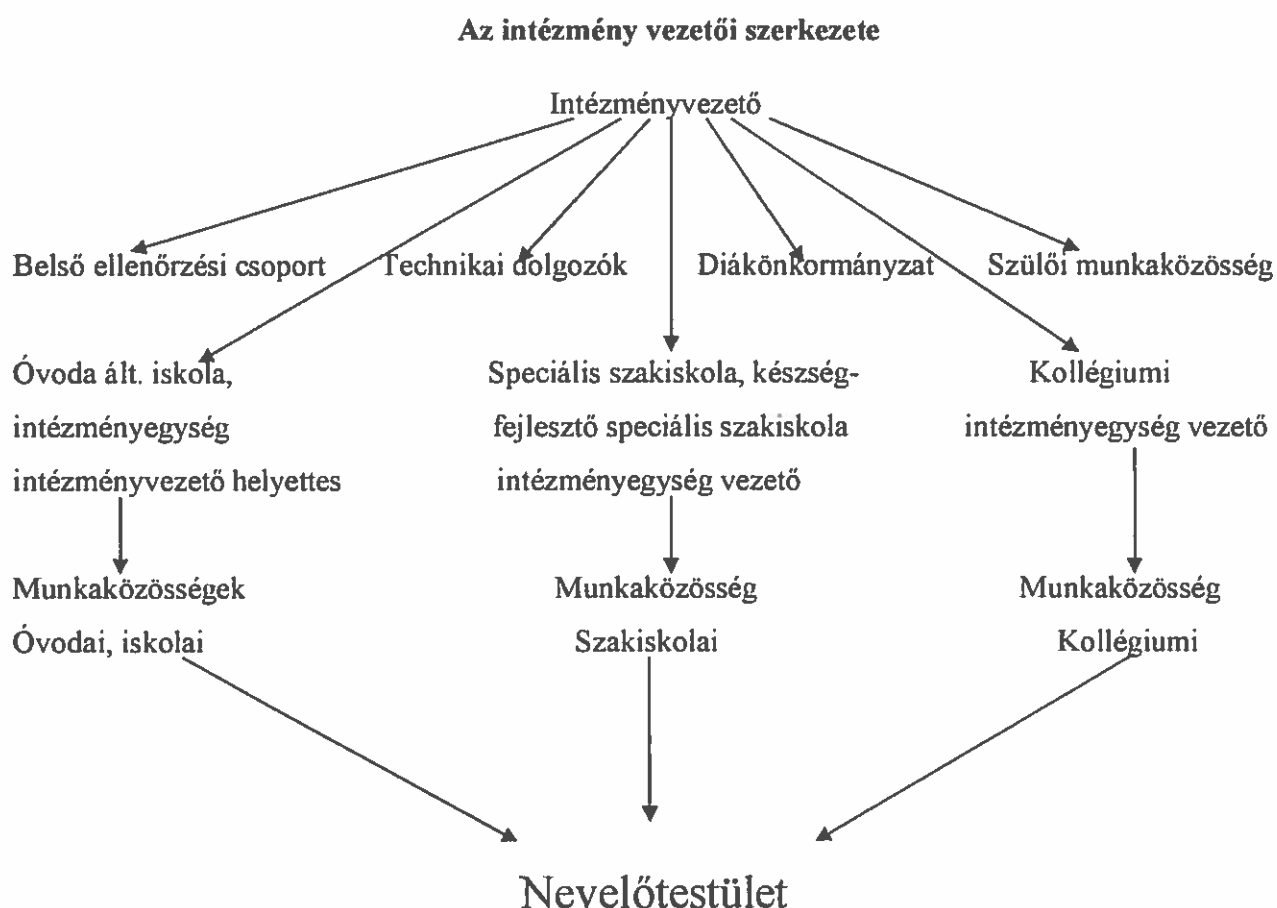 Az intézmény vezetői szerkezete
Intézményvezető
Belső ellenőrzési csoport
Technikai dolgozók
Diákönkormányzat
Szülői munkaközösség
Óvoda ált. iskola,
intézményegység
intézményvezető helyettes
Speciális szakiskola, készség-
fejlesztő speciális szakiskola
intézményegység vezető
Kollégiumi
intézményegység vezető
Munkaközösségek
Óvodai, iskolai
Munkaközösség
Szakiskolai
Munkaközösség
Kollégiumi
Nevelőtestület